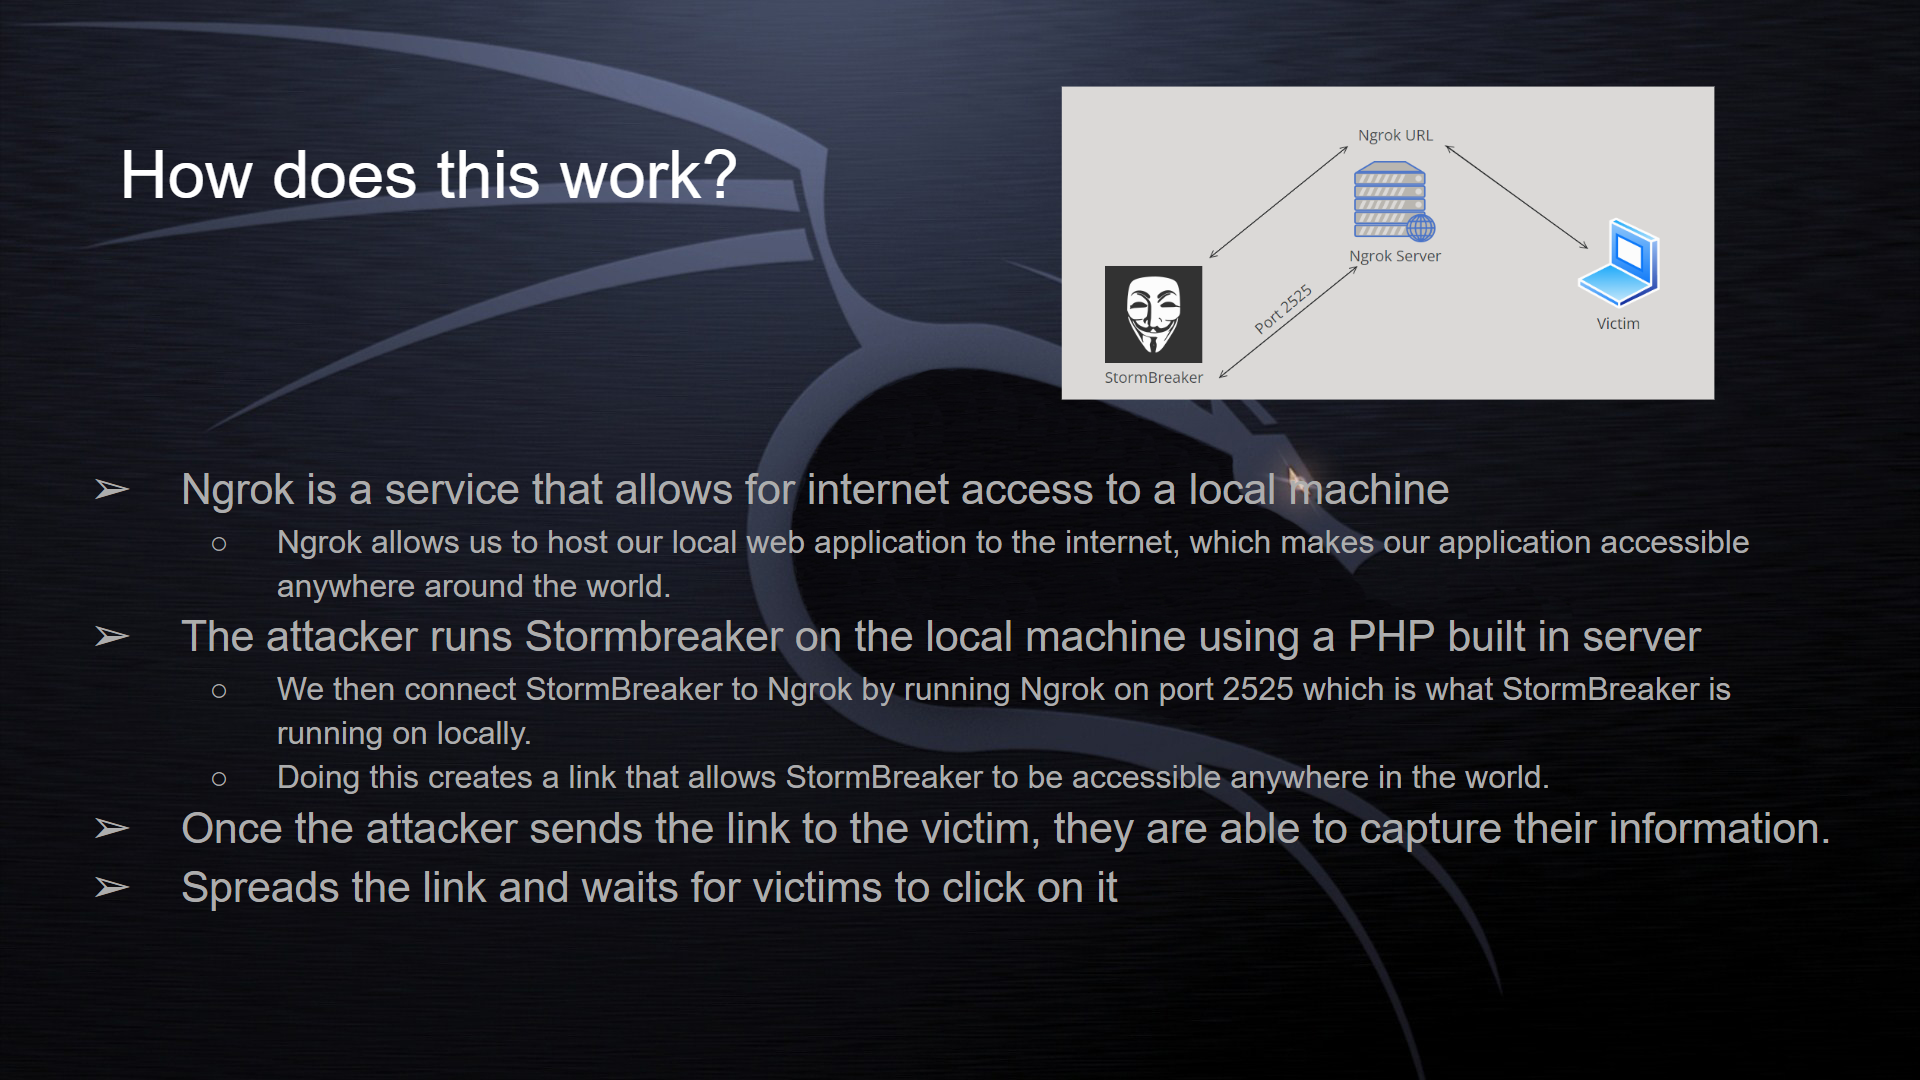 How does this work?
Ngrok URL
Ngrok Server
Port 2525
Victim
StormBreaker
➢ Ngrok is a service that allows for internet access to a local machine
○ Ngrok allows us to host our local web application to the internet, which makes our application accessible
anywhere around the world.
➢ The attacker runs Stormbreaker on the local machine using a PHP built in server
○ We then connect StormBreaker to Ngrok by running Ngrok on port 2525 which is what StormBreaker is
running on locally.
○ Doing this creates a link that allows StormBreaker to be accessible anywhere in the world.
➢ Once the attacker sends the link to the victim, they are able to capture their information.
➢ Spreads the link and waits for victims to click on it